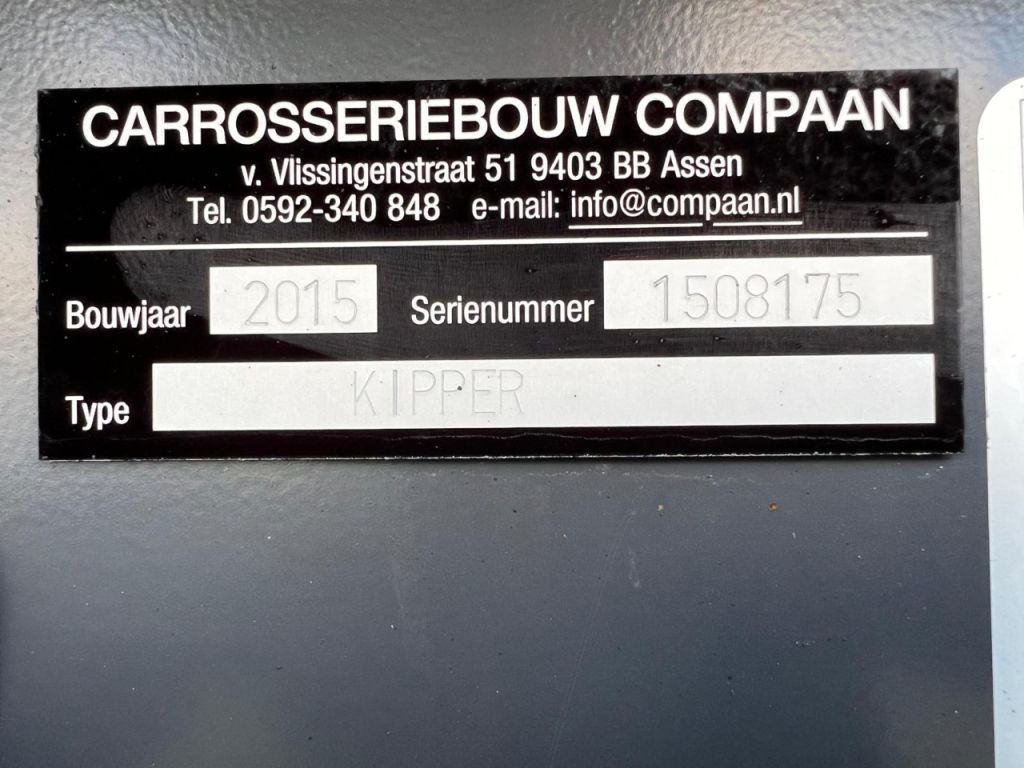 CARROSSERIEBOUW COMPAAN
v. Vlissingenstraat 51 9403 BB Assen
Tel. 0592-340 848 e-mail: info@compaan.nl
Bouwjaar 2015 Serienummer 1508175
Type KIPPER